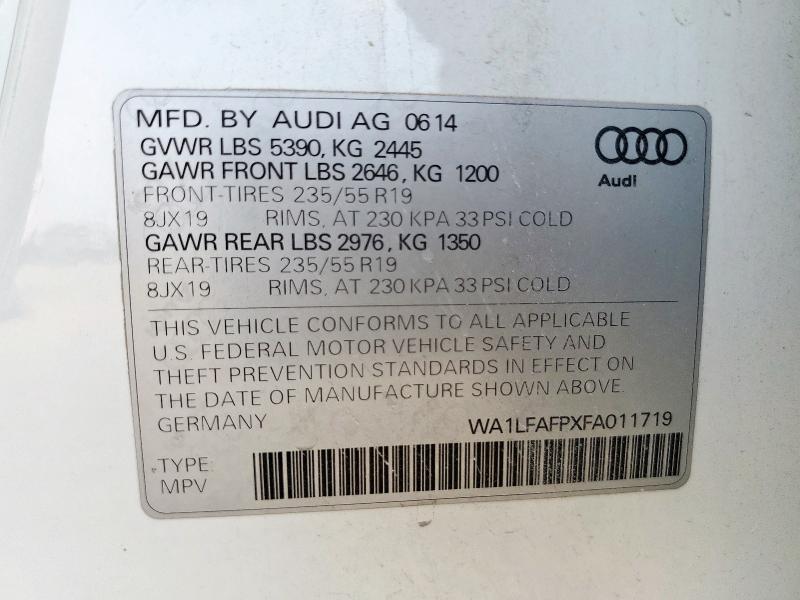 MFD. BY AUDI AG 06 14
GVWR LBS 5390, KG 2445
GAWR FRONT LBS 2646, KG 1200
FRONT-TIRES 235/55 R19
8JX19 RIMS, AT 230 KPA 33 PSI COLD
GAWR REAR LBS 2976, KG 1350
REAR-TIRES 235/55 R19
8JX19 RIMS, AT 230 KPA 33 PSI COLD
Audi
THIS VEHICLE CONFORMS TO ALL APPLICABLE
U.S. FEDERAL MOTOR VEHICLE SAFETY AND
THEFT PREVENTION STANDARDS IN EFFECT ON
THE DATE OF MANUFACTURE SHOWN ABOVE.
GERMANY WA1LFAFPXFA011719
TYPE:
MPV